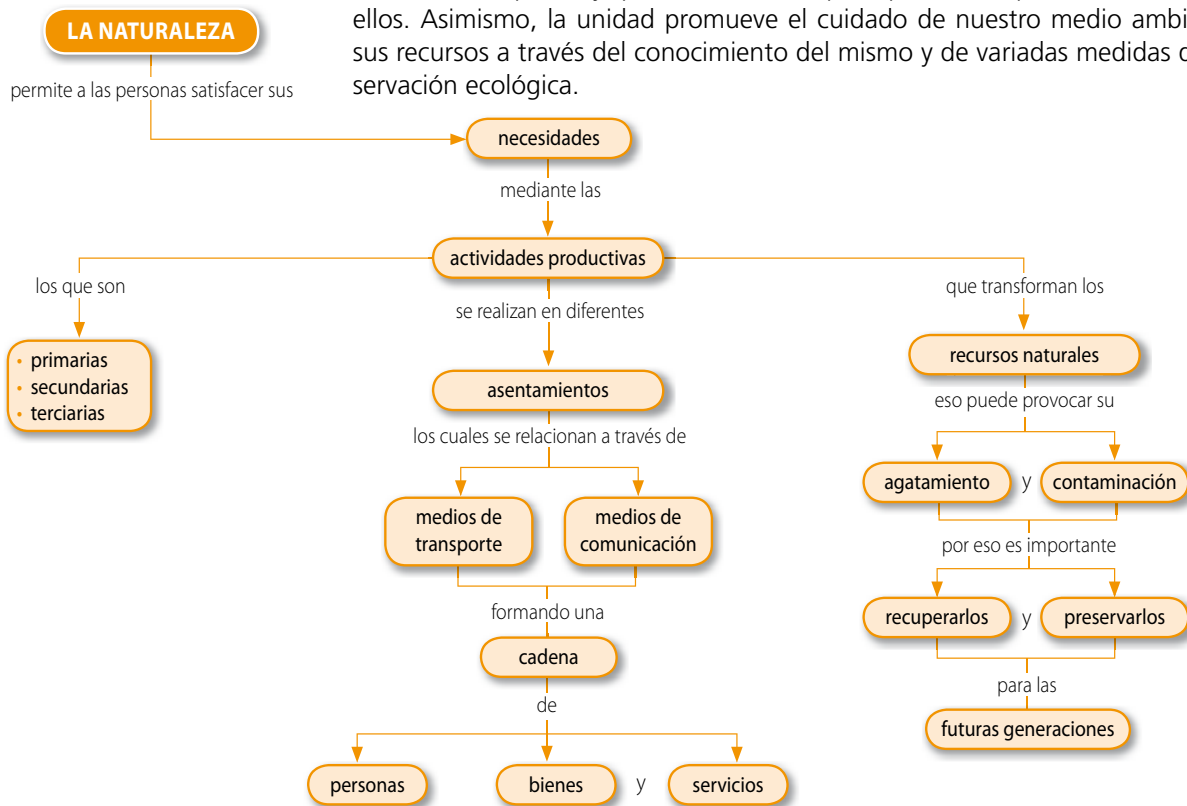 LA NATURALEZA
ellos. Asimismo, la unidad promueve el cuidado de nuestro medio ambi
sus recursos a través del conocimiento del mismo y de variadas medidas
servación ecológica.
permite a las personas satisfacer sus
necesidades
mediante las
actividades productivas
los que son
• primarias
• secundarias
• terciarias
se realizan en diferentes
asentamientos
los cuales se relacionan a través de
medios de
transporte
medios de
comunicación
formando una
cadena
de
personas
bienes
y
servicios
que transforman los
recursos naturales
eso puede provocar su
agatamiento
y
contaminación
por eso es importante
recuperarlos
y
preservarlos
para las
futuras generaciones